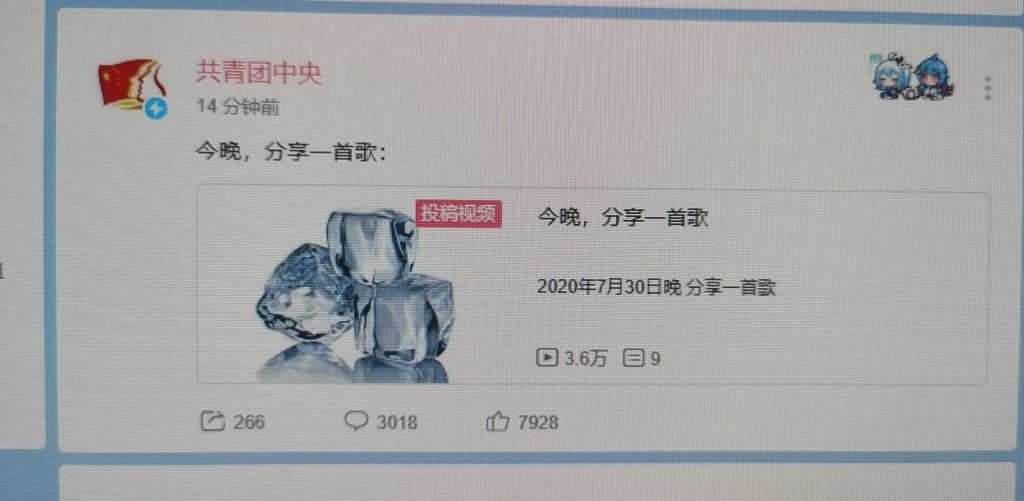 共青团中央
14 分钟前
今晚，分享一首歌：
投稿视频
今晚，分享一首歌
2020年7月30日晚 分享一首歌
3.6万 9
266 3018 7928